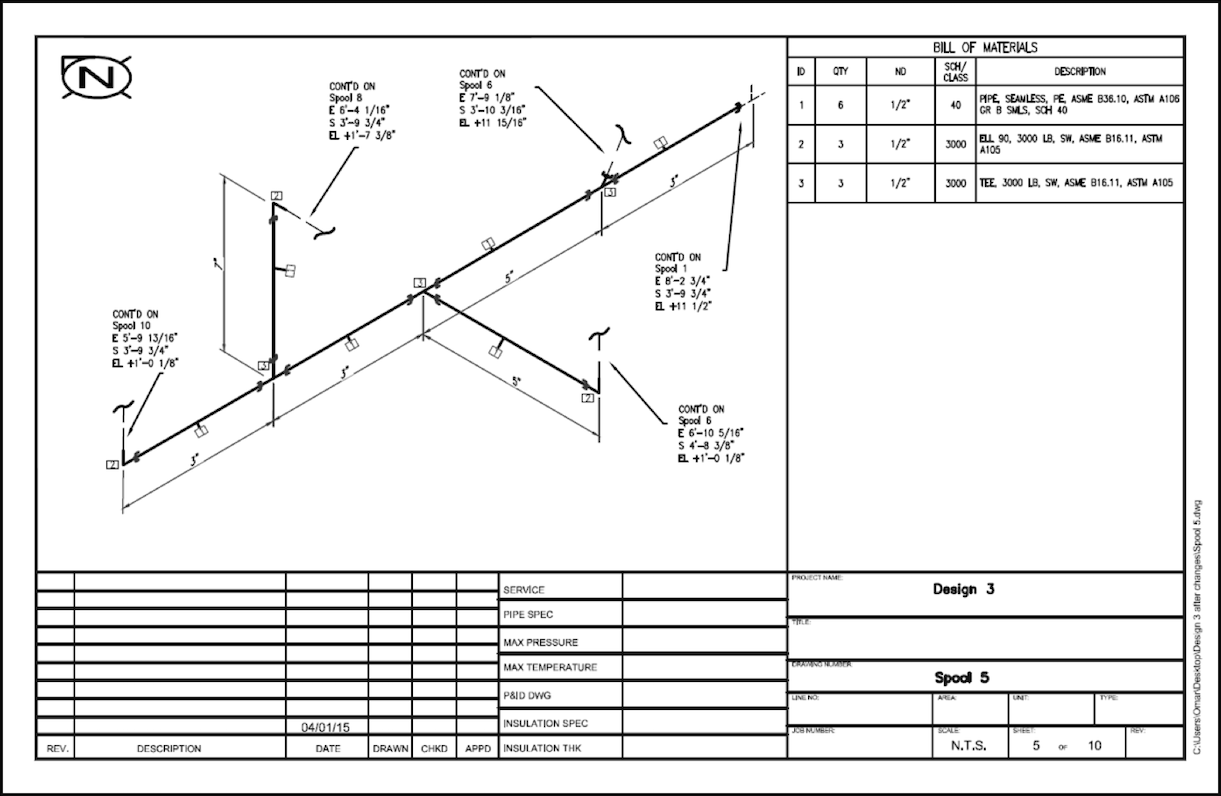 N
CONT'D ON
Spool 8
E 6'-4 1/16"
S 3'-9 3/4"
EL +1'-7 3/8"
CONT'D ON
Spool 6
E 7'-9 1/8"
S 3'-10 3/16"
EL +11 15/16"
CONT'D ON
Spool 1
E 8'-2 3/4"
S 3'-9 3/4"
EL +11 1/2"
CONT'D ON
Spool 10
E 5'-9 13/16"
S 3'-9 3/4"
EL +1'-0 1/8"
CONT'D ON
Spool 6
E 6'-10 5/16"
S 4'-8 3/8"
EL +1'-0 1/8"
2
3
1
3"
7"
1
3
1
5"
2
3
1
3"
1
5"
2
1
3"
2
BILL OF MATERIALS
ID QTY ND SCH/ CLASS DESCRIPTION
1 6 1/2" 40 PIPE, SEAMLESS, PE, ASME B36.10, ASTM A106
GR B SMLS, SCH 40
2 3 1/2" 3000 ELL 90, 3000 LB, SW, ASME B16.11, ASTM
A105
3 3 1/2" 3000 TEE, 3000 LB, SW, ASME B16.11, ASTM A105
SERVICE
PIPE SPEC
MAX PRESSURE
MAX TEMPERATURE
P&ID DWG
INSULATION SPEC
INSULATION THK
04/01/15
REV. DESCRIPTION DATE DRAWN CHKD APPD
PROJECT NAME:
Design 3
TITLE:
DRAWING NUMBER:
Spool 5
LINE NO: AREA: UNIT: TYPE:
JOB NUMBER: SCALE: SHEET: REV:
N.T.S. 5 OF 10
C:\Users\Omar\Desktop\Design 3 after changes\Spool 5.dwg